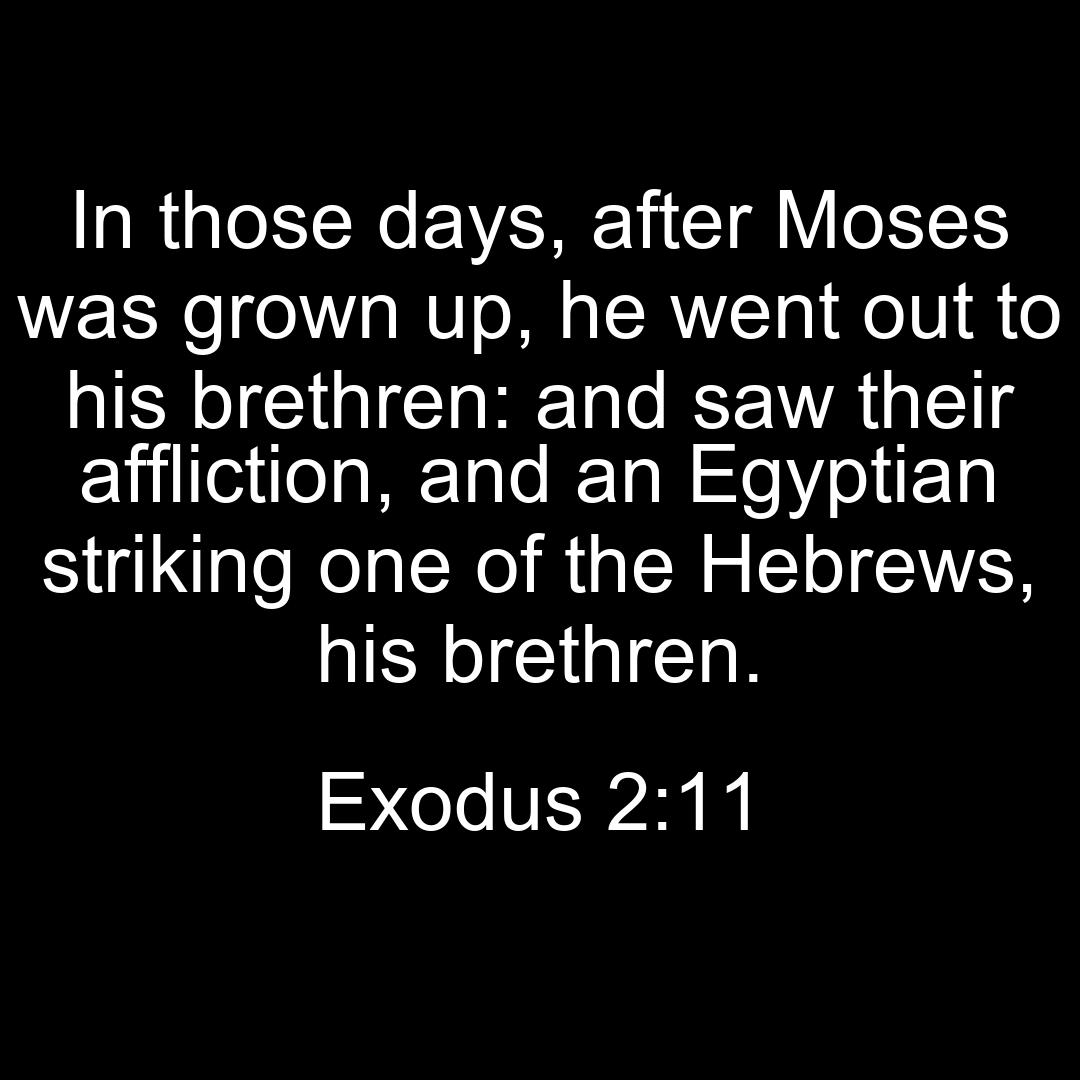 In those days, after Moses
was grown up, he went out to
his brethren: and saw their
affliction, and an Egyptian
striking one of the Hebrews,
his brethren.
Exodus 2:11